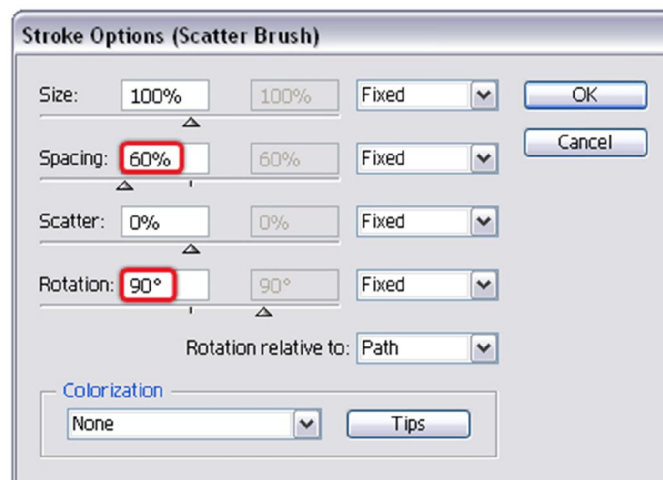 Stroke Options (Scatter Brush)
Size: 100% 100% Fixed OK
Spacing: 60% 60% Fixed Cancel
Scatter: 0% 0% Fixed
Rotation: 90° 90° Fixed
Rotation relative to: Path
Colorization
None Tips